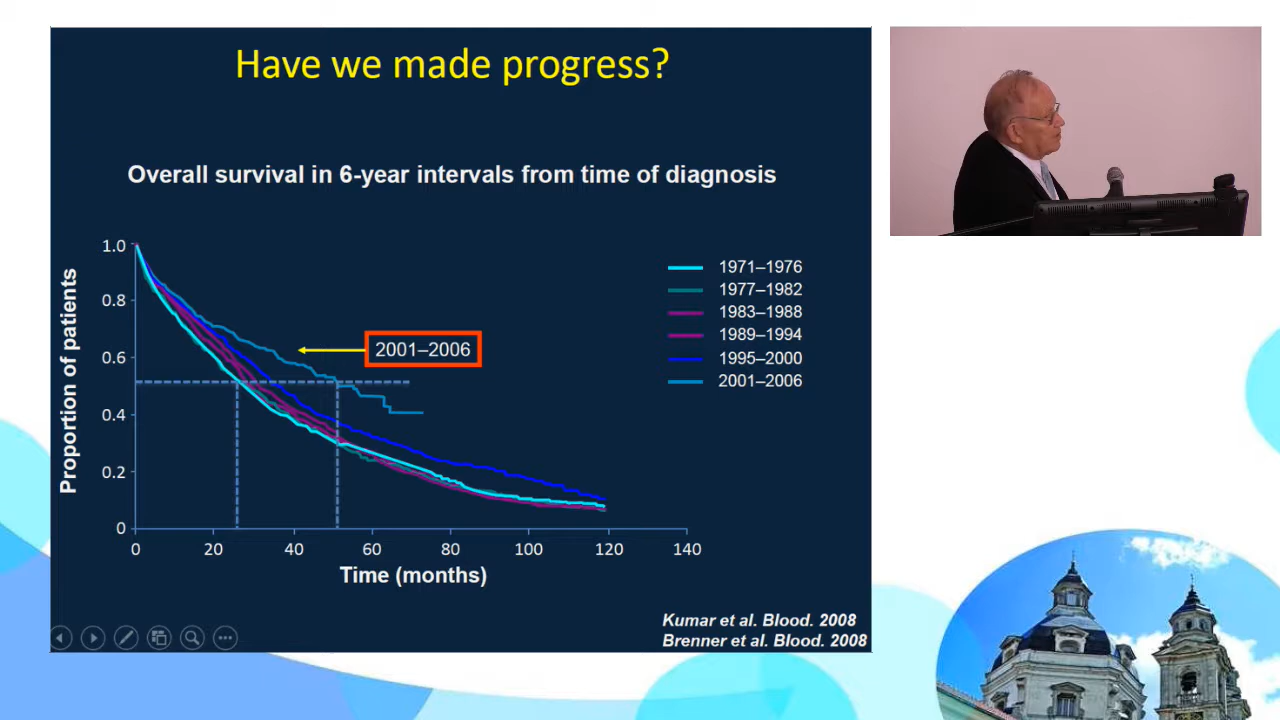 Have we made progress?
Overall survival in 6-year intervals from time of diagnosis
Proportion of patients
1.0
0.8
0.6
0.4
0.2
0
0 20 40 60 80 100 120 140
Time (months)
2001–2006
1971–1976
1977–1982
1983–1988
1989–1994
1995–2000
2001–2006
Kumar et al. Blood. 2008
Brenner et al. Blood. 2008